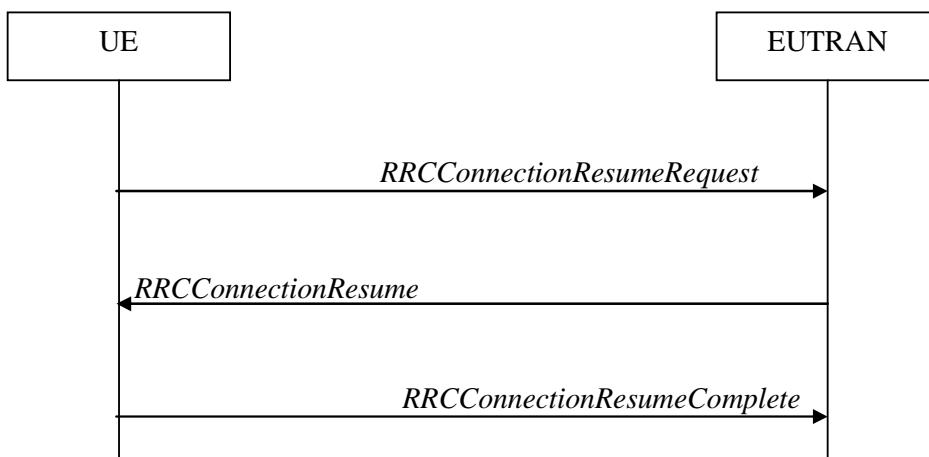 UE
EUTRAN
RRCConnectionResumeRequest
RRCConnectionResume
RRCConnectionResumeComplete